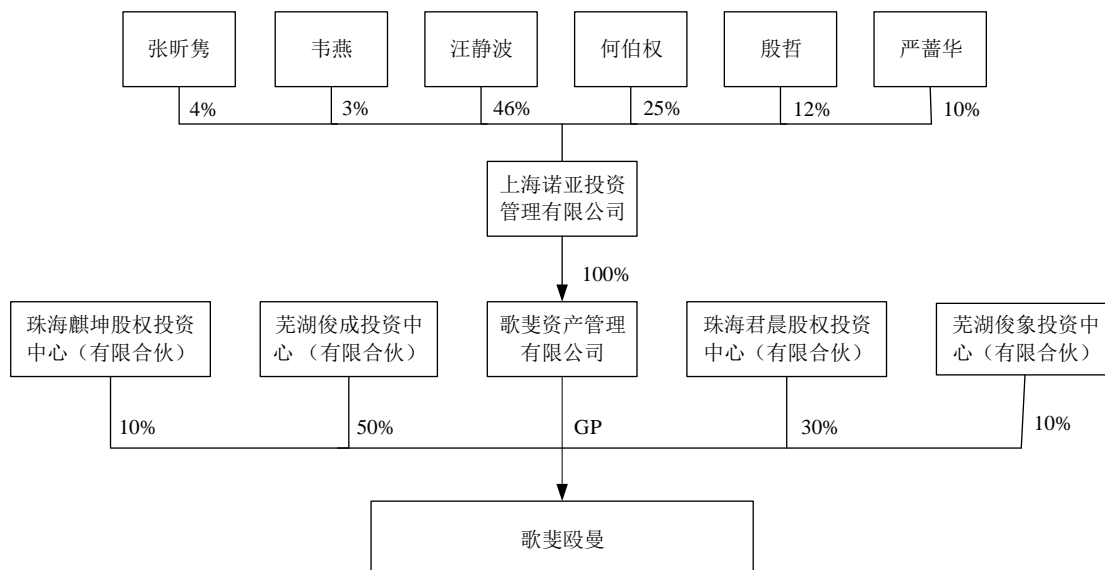 张昕隽
韦燕
汪静波
何伯权
殷哲
严蔷华
4%
3%
46%
25%
12%
10%
上海诺亚投资
管理有限公司
100%
珠海麒坤股权投资
中心（有限合伙）
芜湖俊成投资中
心（有限合伙）
歌斐资产管理
有限公司
珠海君晨股权投资
中心（有限合伙）
芜湖俊象投资中
心（有限合伙）
10%
50%
GP
30%
10%
歌斐殴曼